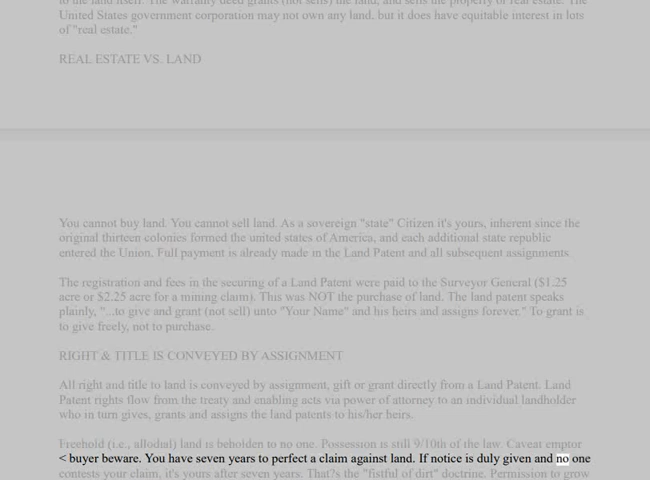 to the land itself. The warranty deed grants (not sells) the land, and sells the property or real estate. The
United States government corporation may not own any land, but it does have equitable interest in lots
of "real estate."
REAL ESTATE VS. LAND
You cannot buy land. You cannot sell land. As a sovereign "state" Citizen it's yours, inherent since the
original thirteen colonies formed the united states of America, and each additional state republic
entered the Union. Full payment is already made in the Land Patent and all subsequent assignments.
The registration and fees in the securing of a Land Patent were paid to the Surveyor General ($1.25
acre or $2.25 acre for a mining claim). This was NOT the purchase of land. The land patent speaks
plainly, "...to give and grant (not sell) unto "Your Name" and his heirs and assigns forever." To grant is
to give freely, not to purchase.
RIGHT & TITLE IS CONVEYED BY ASSIGNMENT
All right and title to land is conveyed by assignment, gift or grant directly from a Land Patent. Land
Patent rights flow from the treaty and enabling acts via power of attorney to an individual landholder
who in turn gives, grants and assigns the land patents to his/her heirs.
Freehold (i.e., allodial) land is beholden to no one. Possession is still 9/10th of the law. Caveat emptor
< buyer beware. You have seven years to perfect a claim against land. If notice is duly given and no one
contests your claim, it's yours after seven years. That?s the "fistful of dirt" doctrine. Permission to grow